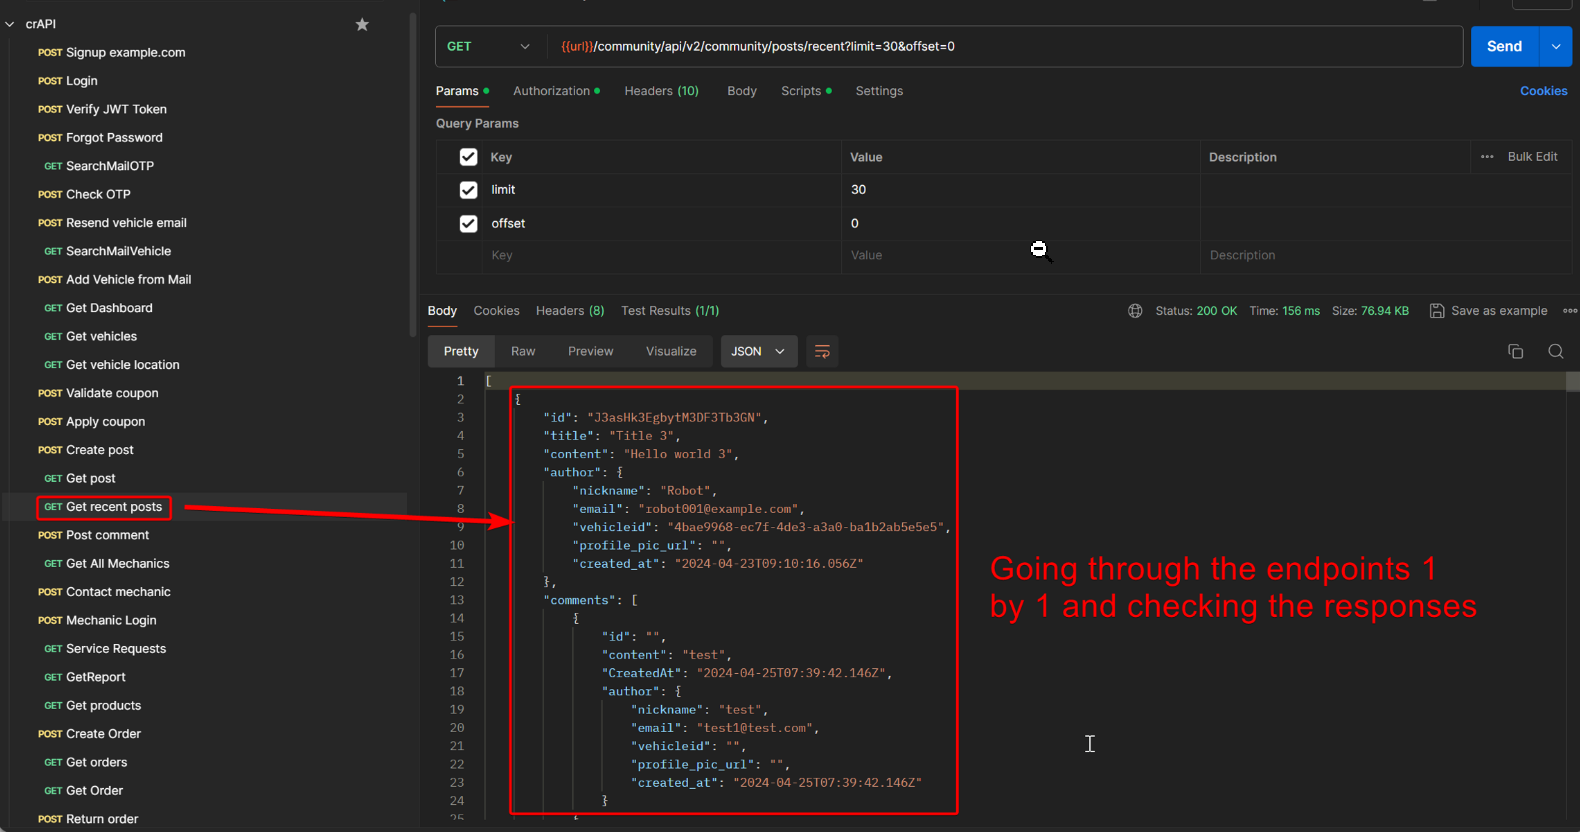 crAPI
POST Signup example.com
POST Login
POST Verify JWT Token
POST Forgot Password
GET SearchMailOTP
POST Check OTP
POST Resend vehicle email
GET SearchMailVehicle
POST Add Vehicle from Mail
GET Get Dashboard
GET Get vehicles
GET Get vehicle location
POST Validate coupon
POST Apply coupon
POST Create post
GET Get post
GET Get recent posts
POST Post comment
GET Get All Mechanics
POST Contact mechanic
POST Mechanic Login
GET Service Requests
GET GetReport
GET Get products
POST Create Order
GET Get orders
GET Get Order
POST Return order
GET {{url}}/community/api/v2/community/posts/recent?limit=30&offset=0 Send
Params Authorization Headers (10) Body Scripts Settings Cookies
Query Params
Key Value Description ... Bulk Edit
limit 30
offset 0
Key Value Description
Body Cookies Headers (8) Test Results (1/1) Status: 200 OK Time: 156 ms Size: 76.94 KB Save as example
Pretty Raw Preview Visualize JSON
1 [
2 {
3 "id": "J3asHk3EgbytM3DF3Tb3GN",
4 "title": "Title 3",
5 "content": "Hello world 3",
6 "author": {
7 "nickname": "Robot",
8 "email": "robot001@example.com",
9 "vehicleid": "4bae9968-ec7f-4de3-a3a0-ba1b2ab5e5e5",
10 "profile_pic_url": "",
11 "created_at": "2024-04-23T09:10:16.056Z"
12 },
13 "comments": [
14 {
15 "id": "",
16 "content": "test",
17 "CreatedAt": "2024-04-25T07:39:42.146Z",
18 "author": {
19 "nickname": "test",
20 "email": "test1@test.com",
21 "vehicleid": "",
22 "profile_pic_url": "",
23 "created_at": "2024-04-25T07:39:42.146Z"
24 }
25
Going through the endpoints 1
by 1 and checking the responses